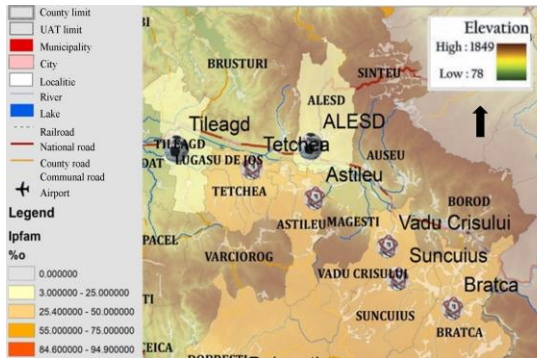 County limit
UAT limit
Municipality
City
Localitie
River
Lake
Railroad
National road
County road
Communal road
Airport
Legend
Ipfam
%o
0.000000
3.000000 - 25.000000
25.400000 - 50.000000
55.000000 - 75.000000
84.600000 - 94.900000
Elevation
High : 1849
Low : 78
BRUSTURI
SINTEU
ALESD
Tileagd
ALESD
TILEAGD
Tetchea
LUGASU DE JOS
AUSEU
DAT
Astileu
TETCHEA
BOROD
ASTILEU
MAGESTI
Vadu Crisului
PACEL
VARCIOROG
Suncuius
VADU CRISULUI
Bratca
SUNCUIUS
BRATCA
CEICA